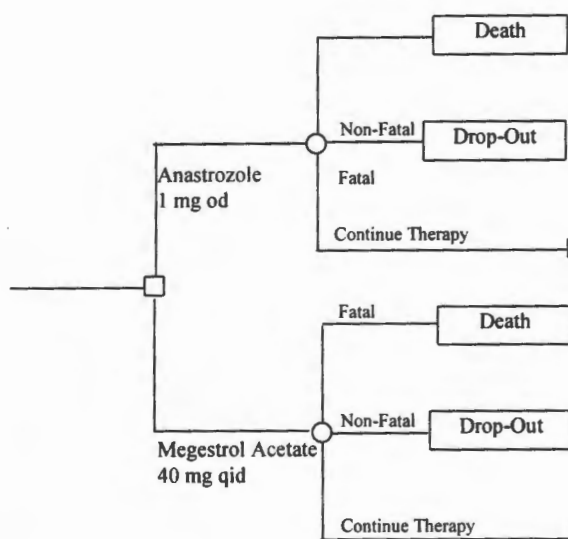 Death
Non-Fatal
Drop-Out
Anastrozole
1 mg od
Fatal
Continue Therapy
Fatal
Death
Non-Fatal
Drop-Out
Megestrol Acetate
40 mg qid
Continue Therapy